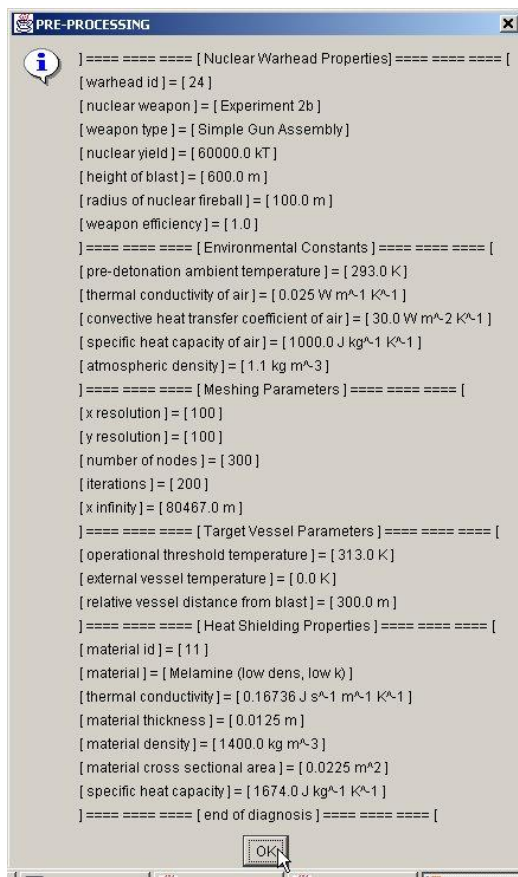 PRE-PROCESSING
] ==== ==== ==== [ Nuclear Warhead Properties] ==== ==== ==== [
[ warhead id ] = [ 24 ]
[ nuclear weapon ] = [ Experiment 2b ]
[ weapon type ] = [ Simple Gun Assembly ]
[ nuclear yield ] = [ 60000.0 kT ]
[ height of blast ] = [ 600.0 m ]
[ radius of nuclear fireball ] = [ 100.0 m ]
[ weapon efficiency ] = [ 1.0 ]
] ==== ==== ==== [ Environmental Constants ] ==== ==== ==== [
[ pre-detonation ambient temperature ] = [ 293.0 K ]
[ thermal conductivity of air ] = [ 0.025 W m^-1 K^-1 ]
[ convective heat transfer coefficient of air ] = [ 30.0 W m^-2 K^-1 ]
[ specific heat capacity of air ] = [ 1000.0 J kg^-1 K^-1 ]
[ atmospheric density ] = [ 1.1 kg m^-3 ]
] ==== ==== ==== [ Meshing Parameters ] ==== ==== ==== [
[ x resolution ] = [ 100 ]
[ y resolution ] = [ 100 ]
[ number of nodes ] = [ 300 ]
[ iterations ] = [ 200 ]
[ x infinity ] = [ 80467.0 m ]
] ==== ==== ==== [ Target Vessel Parameters ] ==== ==== ==== [
[ operational threshold temperature ] = [ 313.0 K ]
[ external vessel temperature ] = [ 0.0 K ]
[ relative vessel distance from blast ] = [ 300.0 m ]
] ==== ==== ==== [ Heat Shielding Properties ] ==== ==== ==== [
[ material id ] = [ 11 ]
[ material ] = [ Melamine (low dens, low k) ]
[ thermal conductivity ] = [ 0.16736 J s^-1 m^-1 K^-1 ]
[ material thickness ] = [ 0.0125 m ]
[ material density ] = [ 1400.0 kg m^-3 ]
[ material cross sectional area ] = [ 0.0225 m^2 ]
[ specific heat capacity ] = [ 1674.0 J kg^-1 K^-1 ]
] ==== ==== ==== [ end of diagnosis ] ==== ==== ==== [
OK